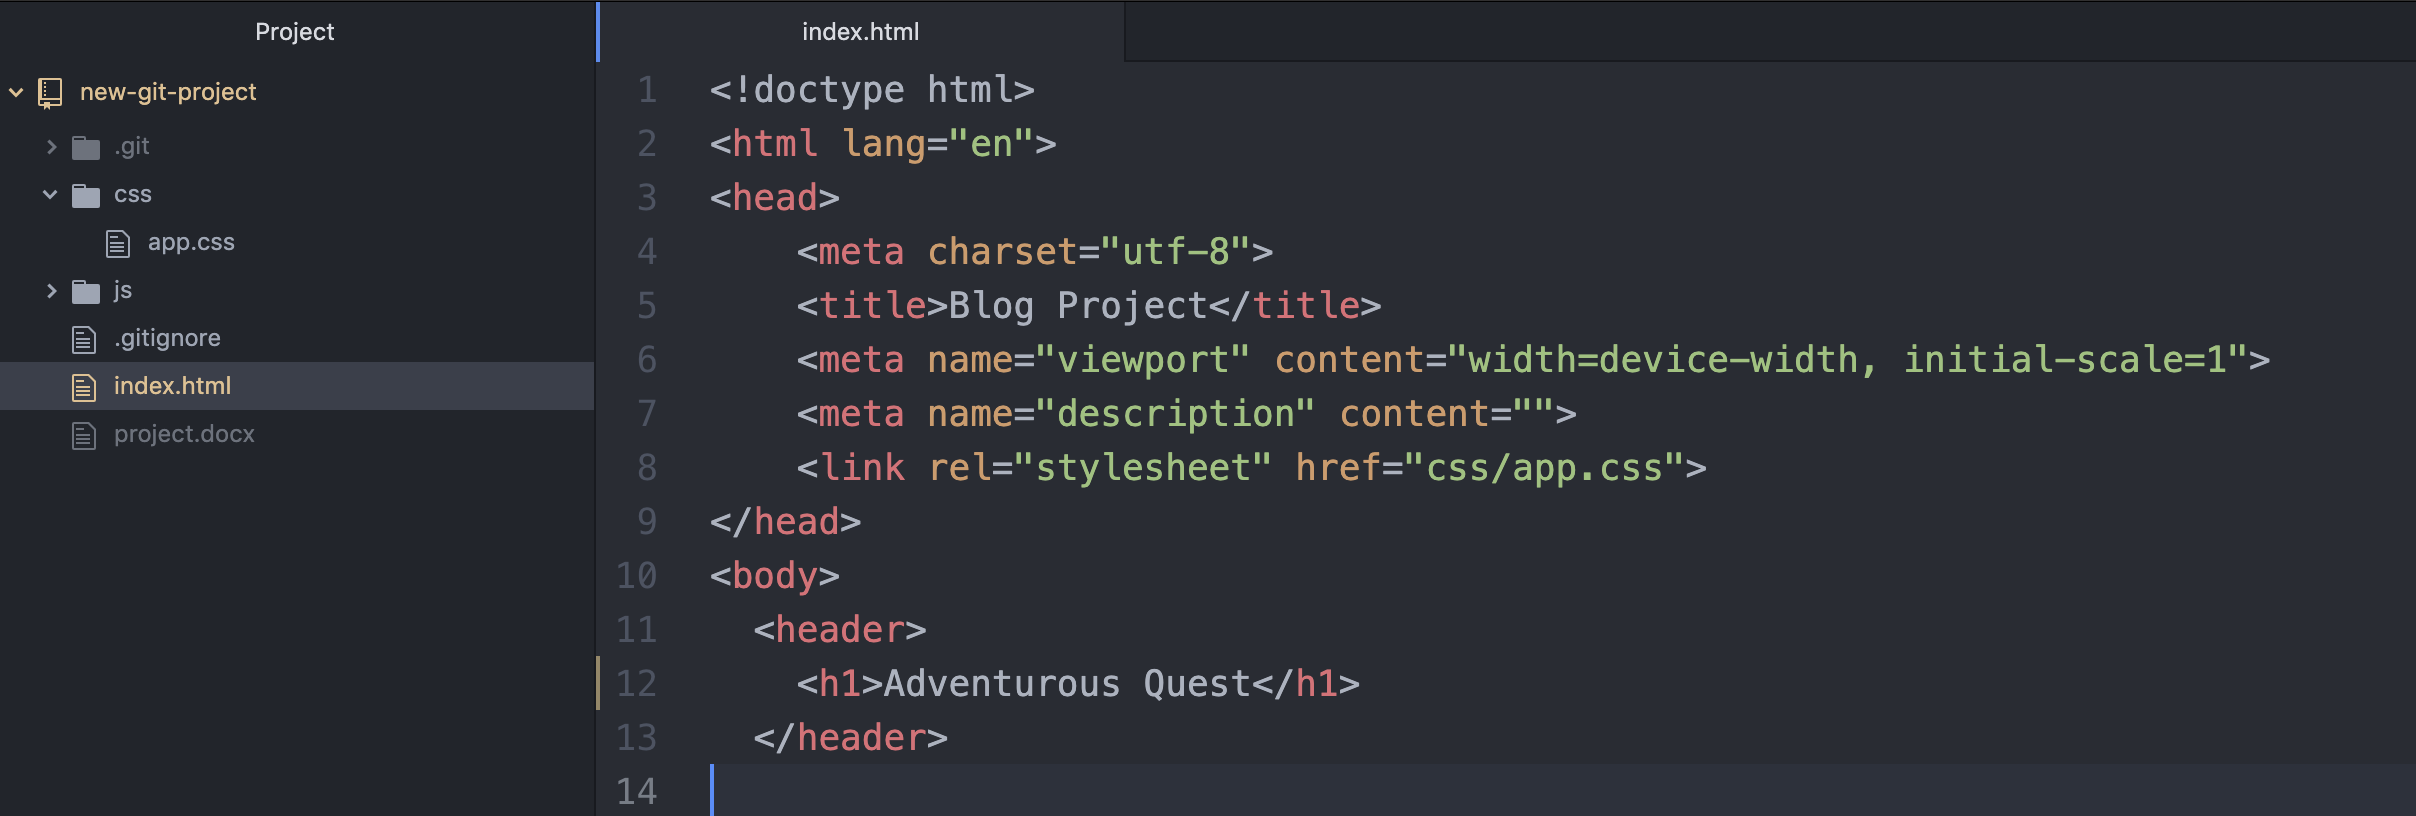 Project
new-git-project
.git
css
app.css
js
.gitignore
index.html
project.docx
index.html
1 <!doctype html>
2 <html lang="en">
3 <head>
4 <meta charset="utf-8">
5 <title>Blog Project</title>
6 <meta name="viewport" content="width=device-width, initial-scale=1">
7 <meta name="description" content="">
8 <link rel="stylesheet" href="css/app.css">
9 </head>
10 <body>
11 <header>
12 <h1>Adventurous Quest</h1>
13 </header>
14